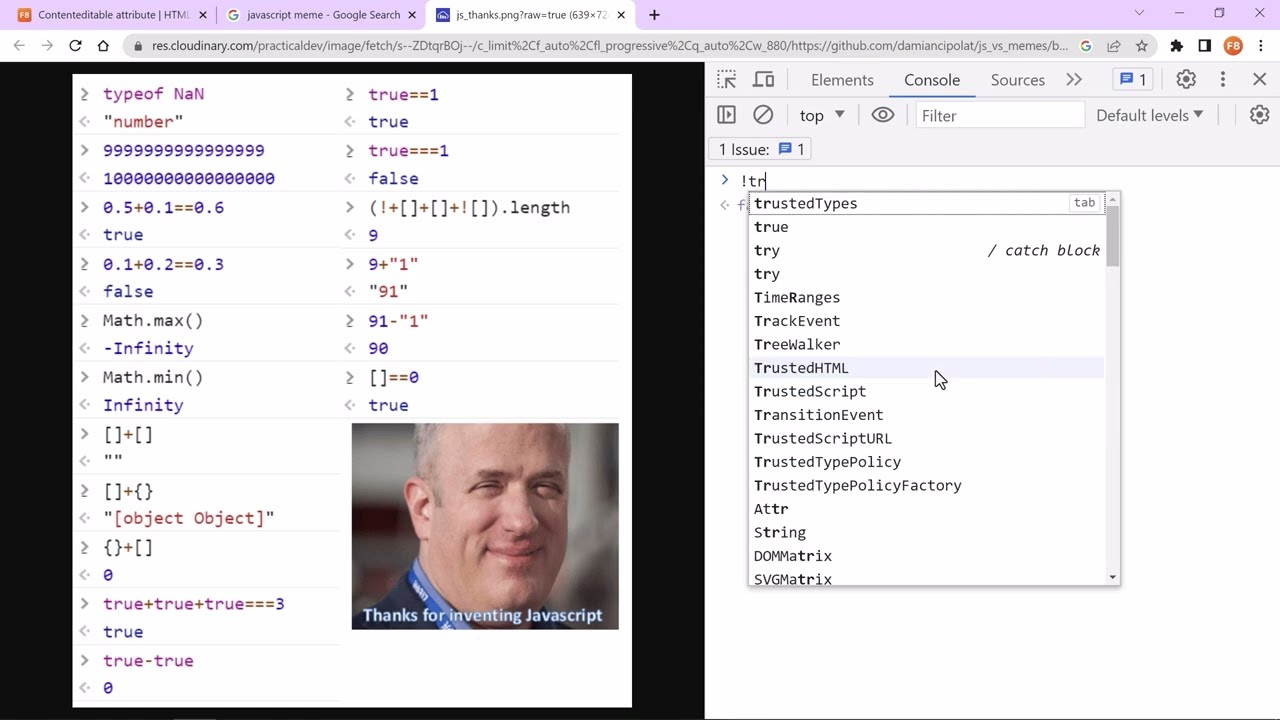 Contenteditable attribute | HTML
javascript meme - Google Search
js_thanks.png?raw=true (639×72
res.cloudinary.com/practicaldev/image/fetch/s--ZDtqrBOj--/c_limit%2Cf_auto%2Cfl_progressive%2Cq_auto%2Cw_880/https://github.com/damiancipolat/js_vs_memes/b...
F8
typeof NaN
"number"
9999999999999999
10000000000000000
0.5+0.1==0.6
true
0.1+0.2==0.3
false
Math.max()
-Infinity
Math.min()
Infinity
[]+[]
""
[]+{}
"[object Object]"
{}+[]
0
true+true+true===3
true
true-true
0
true==1
true
true===1
false
(!+[]+[]+![]).length
9
9+"1"
"91"
91-"1"
90
[]==0
true
Thanks for inventing Javascript
Elements Console Sources 1
top Filter Default levels
1 Issue: 1
!tr
f
trustedTypes tab
true
try / catch block
try
TimeRanges
TrackEvent
TreeWalker
TrustedHTML
TrustedScript
TransitionEvent
TrustedScriptURL
TrustedTypePolicy
TrustedTypePolicyFactory
Attr
String
DOMMatrix
SVGMatrix